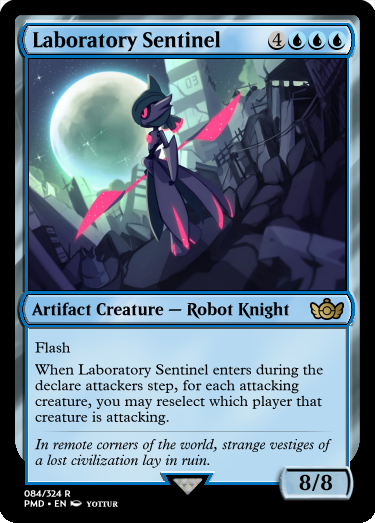 Laboratory Sentinel 4
03
Artifact Creature — Robot Knight
Flash
When Laboratory Sentinel enters during the
declare attackers step, for each attacking
creature, you may reselect which player that
creature is attacking.
In remote corners of the world, strange vestiges of
a lost civilization lay in ruin.
8/8
084/324 R
PMD • EN YOTTUR